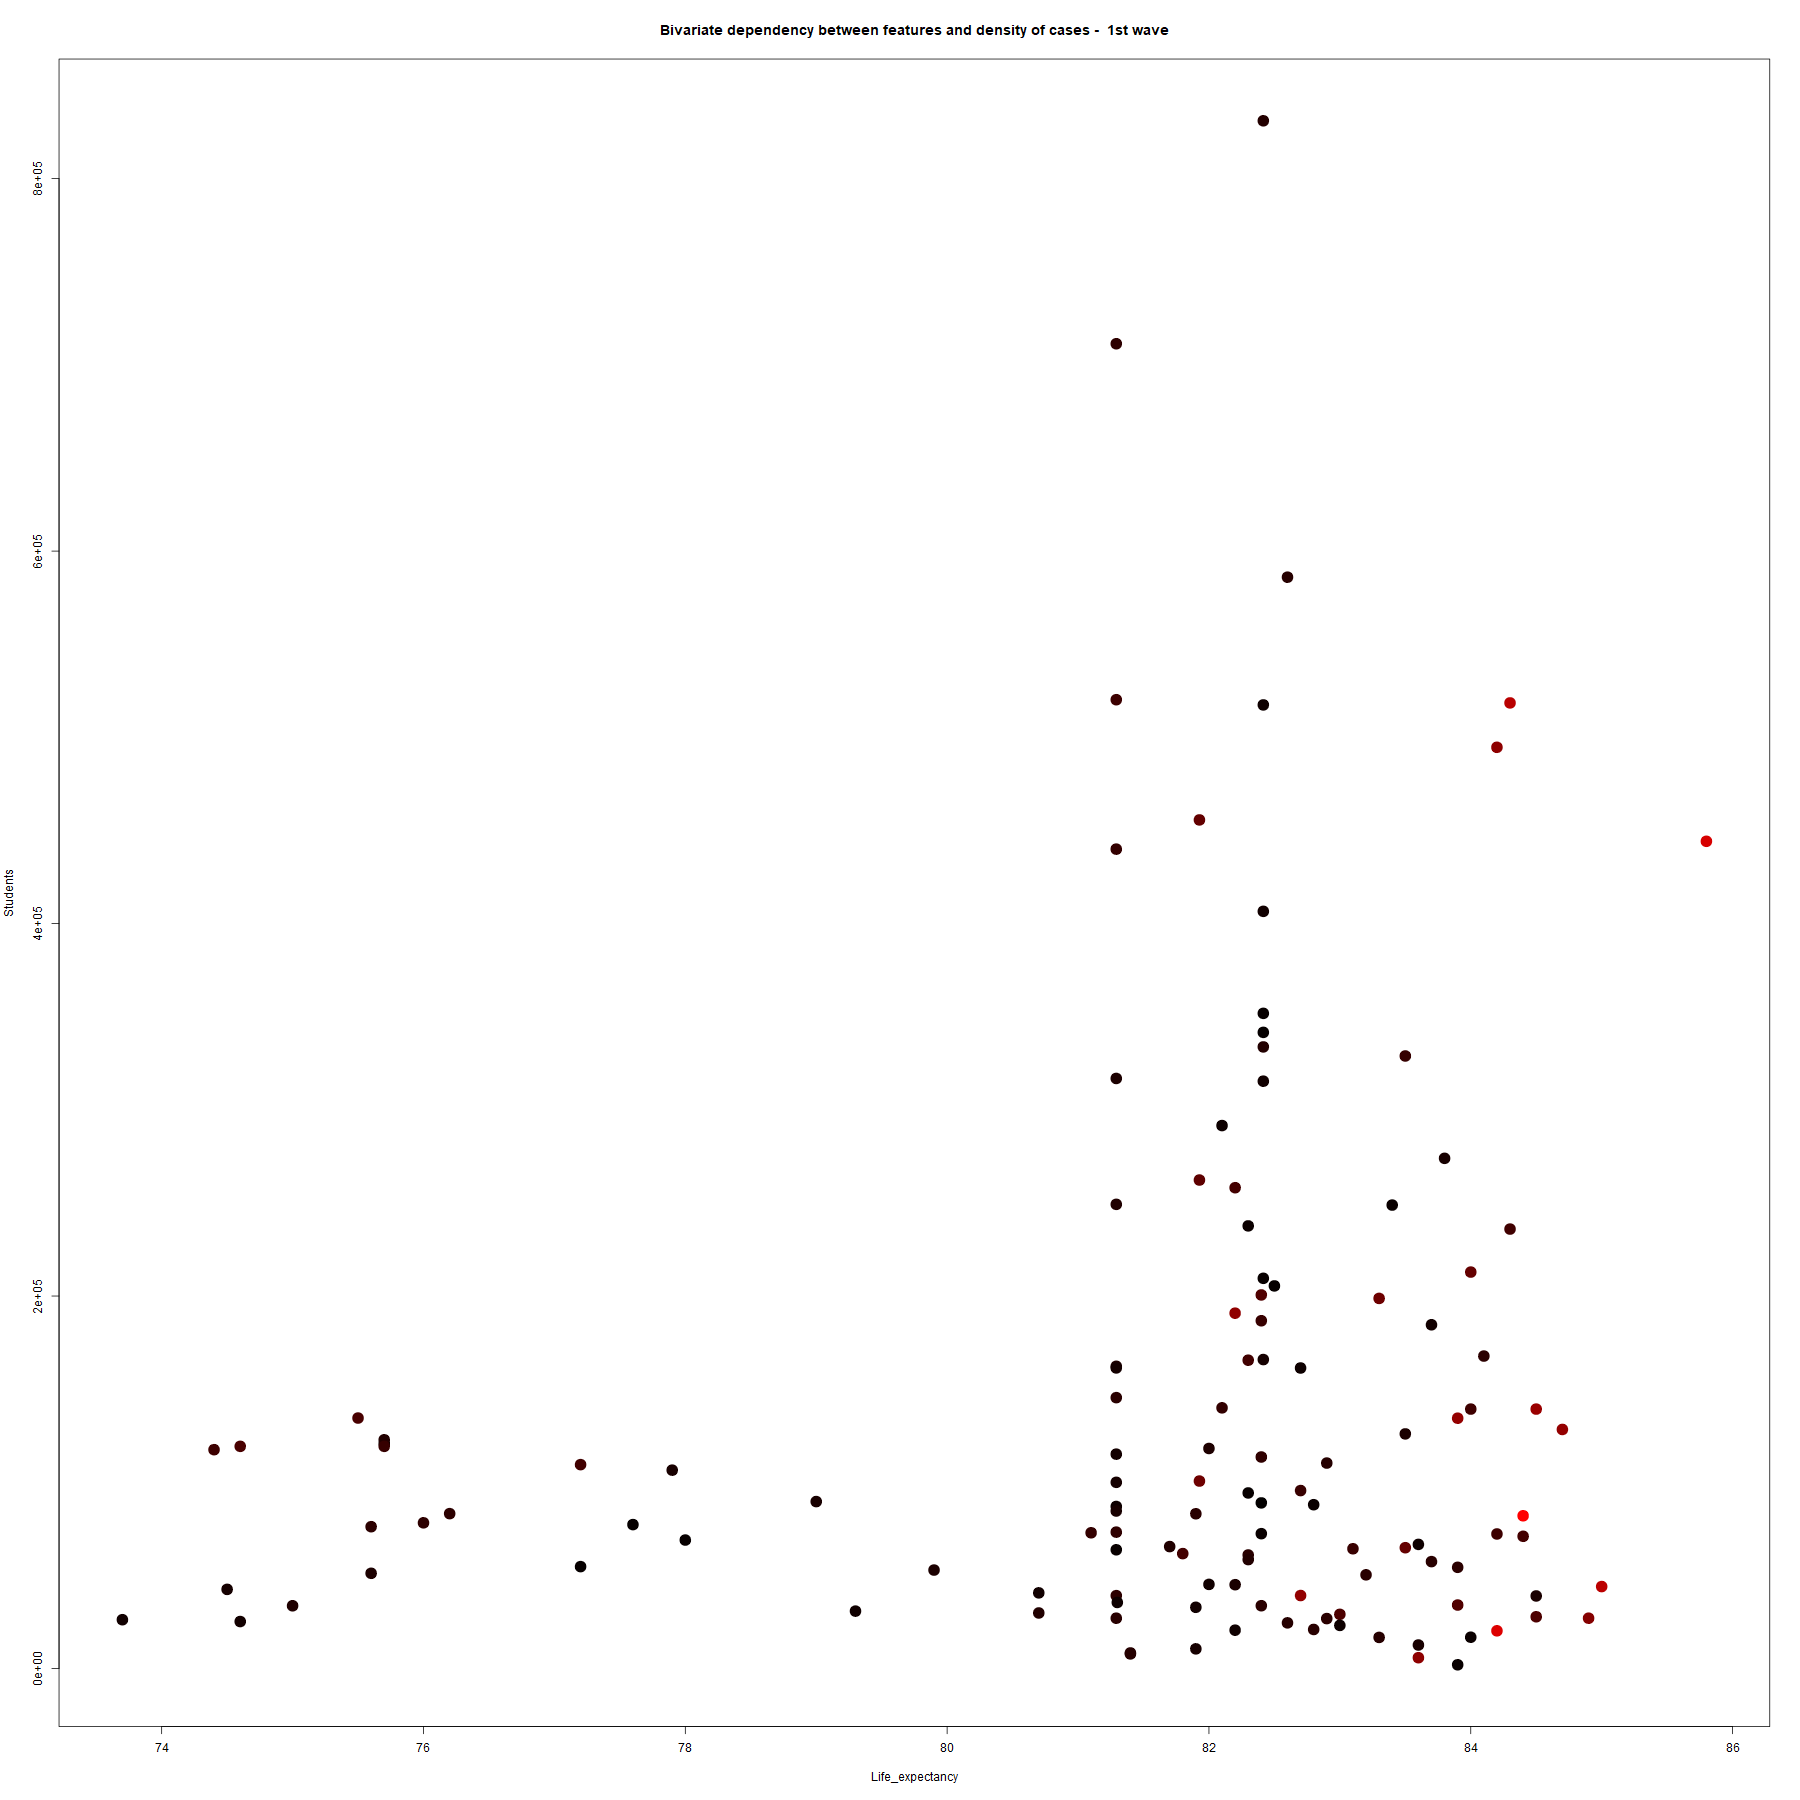 Bivariate dependency between features and density of cases - 1st wave
8e+05
6e+05
4e+05
2e+05
0e+00
Students
74 76 78 80 82 84 86
Life_expectancy